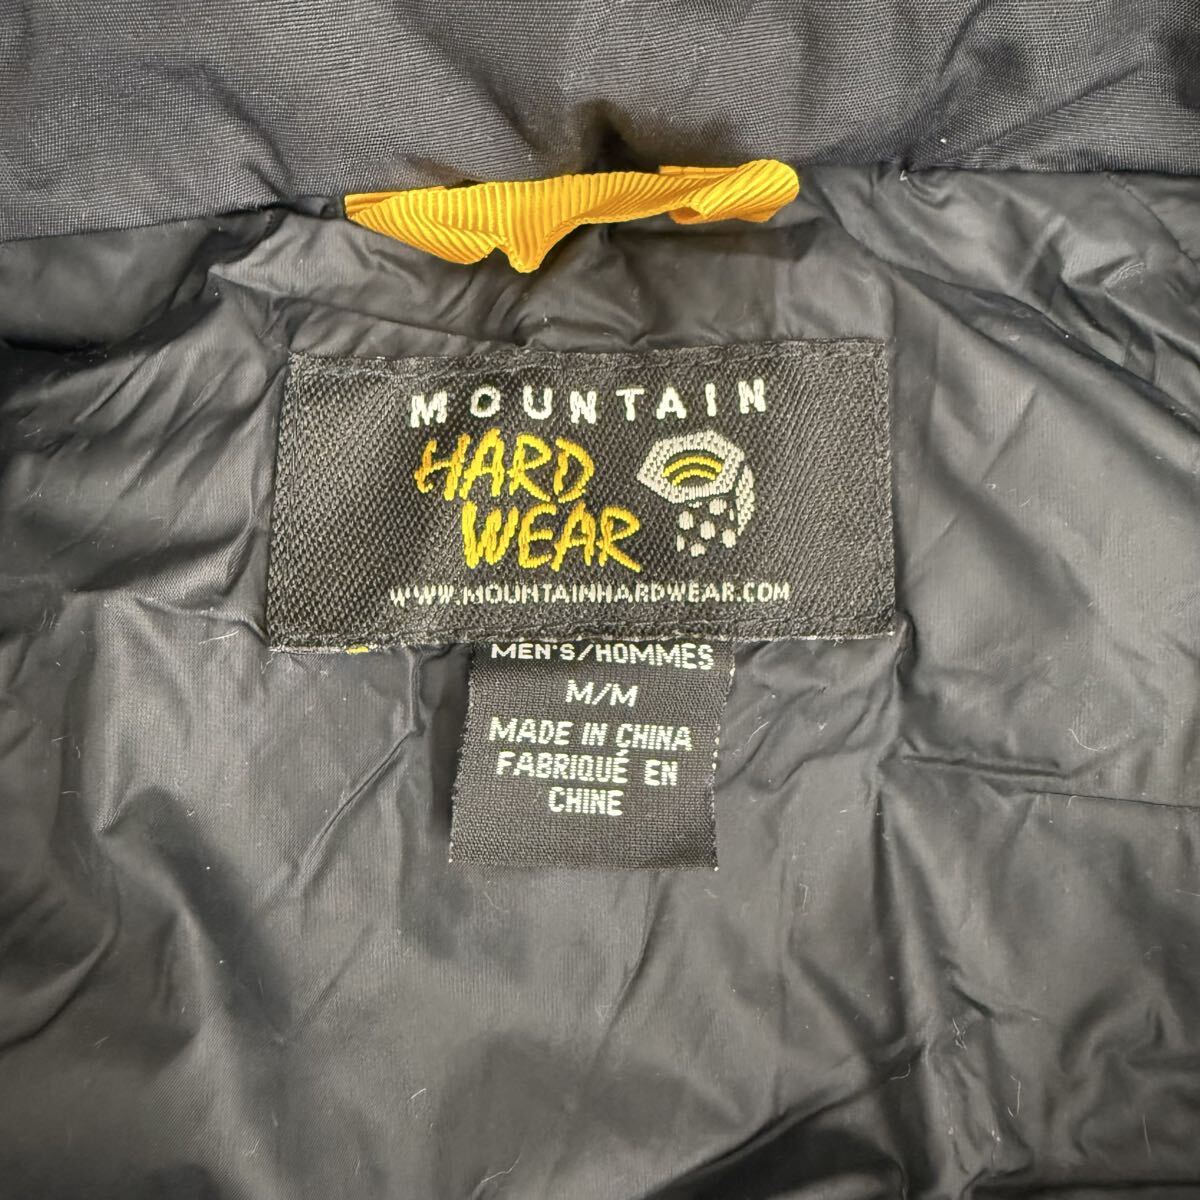 MOUNTAIN
HARD
WEAR
WWW.MOUNTAINHARDWEAR.COM
MEN'S/HOMMES
M/M
MADE IN CHINA
FABRIQUÉ EN
CHINE